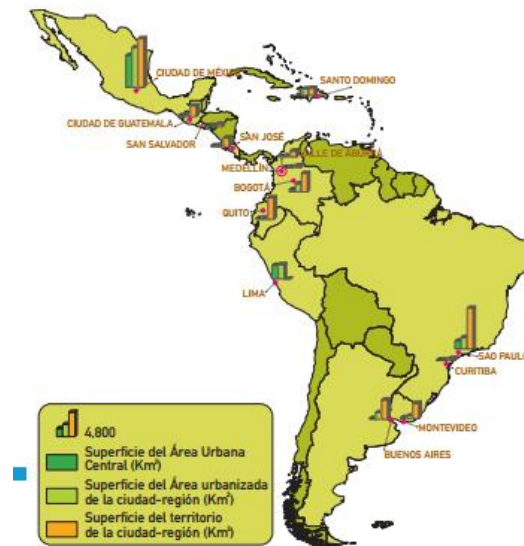 CIUDAD DE MÉXICO
SANTO DOMINGO
CIUDAD DE GUATEMALA
SAN SALVADOR
SAN JOSÉ
VALLE DE ABURRÁ
MEDELLÍN
BOGOTÁ
QUITO
LIMA
SAO PAULO
CURITIBA
MONTEVIDEO
BUENOS AIRES
4,800
Superficie del Área Urbana
Central (Km²)
Superficie del Área urbanizada
de la ciudad-región (Km²)
Superficie del territorio
de la ciudad-región (Km²)